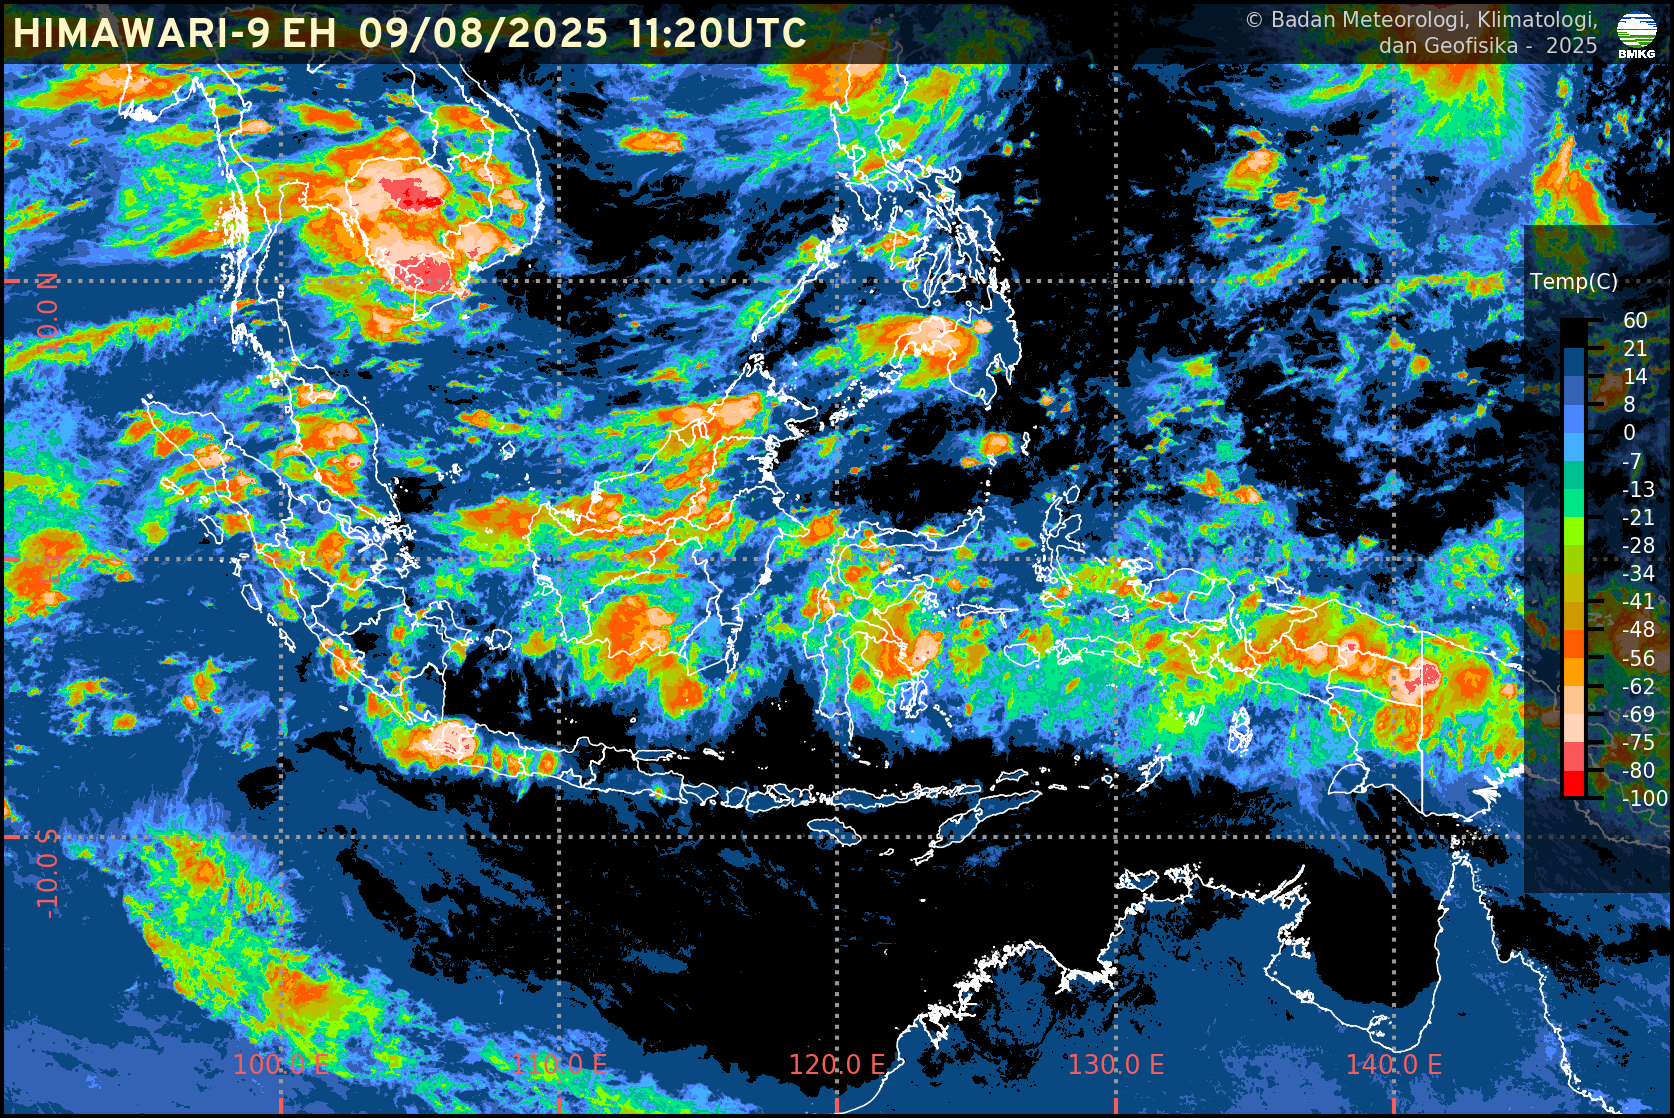 HIMAWARI-9 EH 09/08/2025 11:20UTC
© Badan Meteorologi, Klimatologi,
dan Geofisika - 2025
BMKG
Temp(C)
60
21
14
8
0
-7
-13
-21
-28
-34
-41
-48
-56
-62
-69
-75
-80
-100
0.0 N
-10.0 S
100.0 E
110.0 E
120.0 E
130.0 E
140.0 E